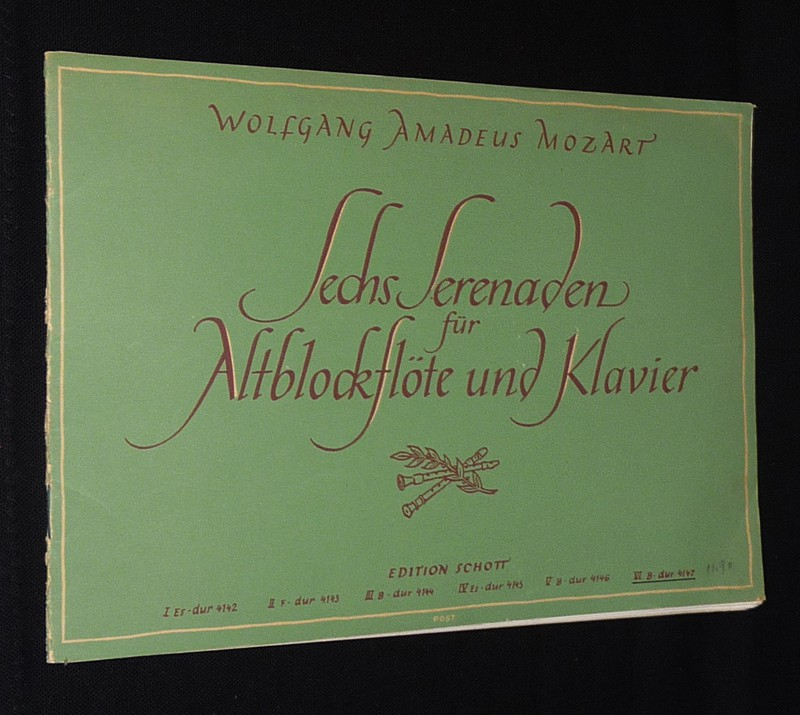 WOLFGANG AMADEUS MOZART
Sechs Serenaden
für
Altblockflöte und Klavier
EDITION SCHOTT
I Es-dur 4142 II F-dur 4143 III B-dur 4144 IV Es-dur 4145 V B-dur 4146 VI B-dur 4147
POST